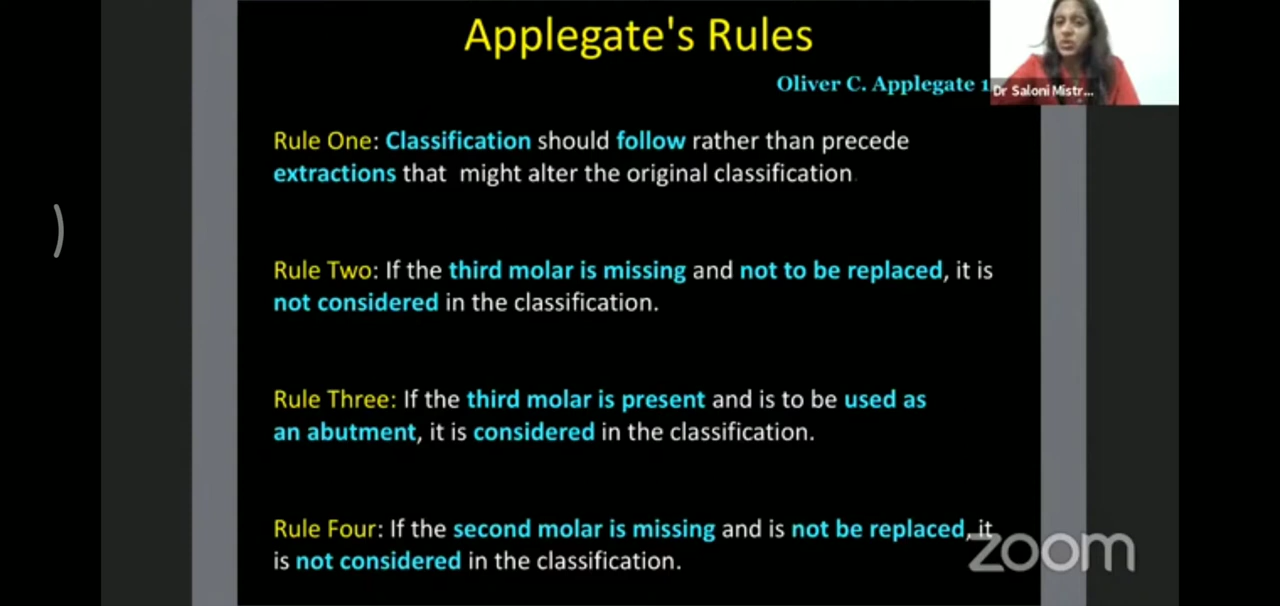 Applegate's Rules
Oliver C. Applegate 1
Dr Saloni Mistr...
Rule One: Classification should follow rather than precede
extractions that might alter the original classification.
Rule Two: If the third molar is missing and not to be replaced, it is
not considered in the classification.
Rule Three: If the third molar is present and is to be used as
an abutment, it is considered in the classification.
Rule Four: If the second molar is missing and is not be replaced, it
is not considered in the classification.
zoom